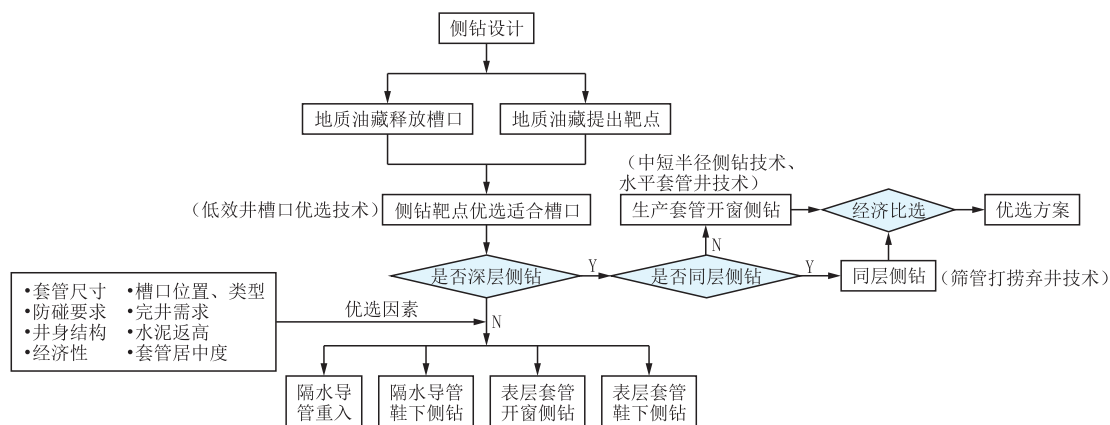 侧钻设计
地质油藏释放槽口
地质油藏提出靶点
(中短半径侧钻技术、
水平套管井技术)
(低效井槽口优选技术)
侧钻靶点优选适合槽口
生产套管开窗侧钻
经济比选
优选方案
N
是否深层侧钻
Y
是否同层侧钻
Y
同层侧钻
(筛管打捞弃井技术)
•套管尺寸 •槽口位置、类型
•防碰要求 •完井需求
•井身结构 •水泥返高
•经济性 •套管居中度
优选因素
N
隔水导
管重入
隔水导管
鞋下侧钻
表层套管
开窗侧钻
表层套管
鞋下侧钻